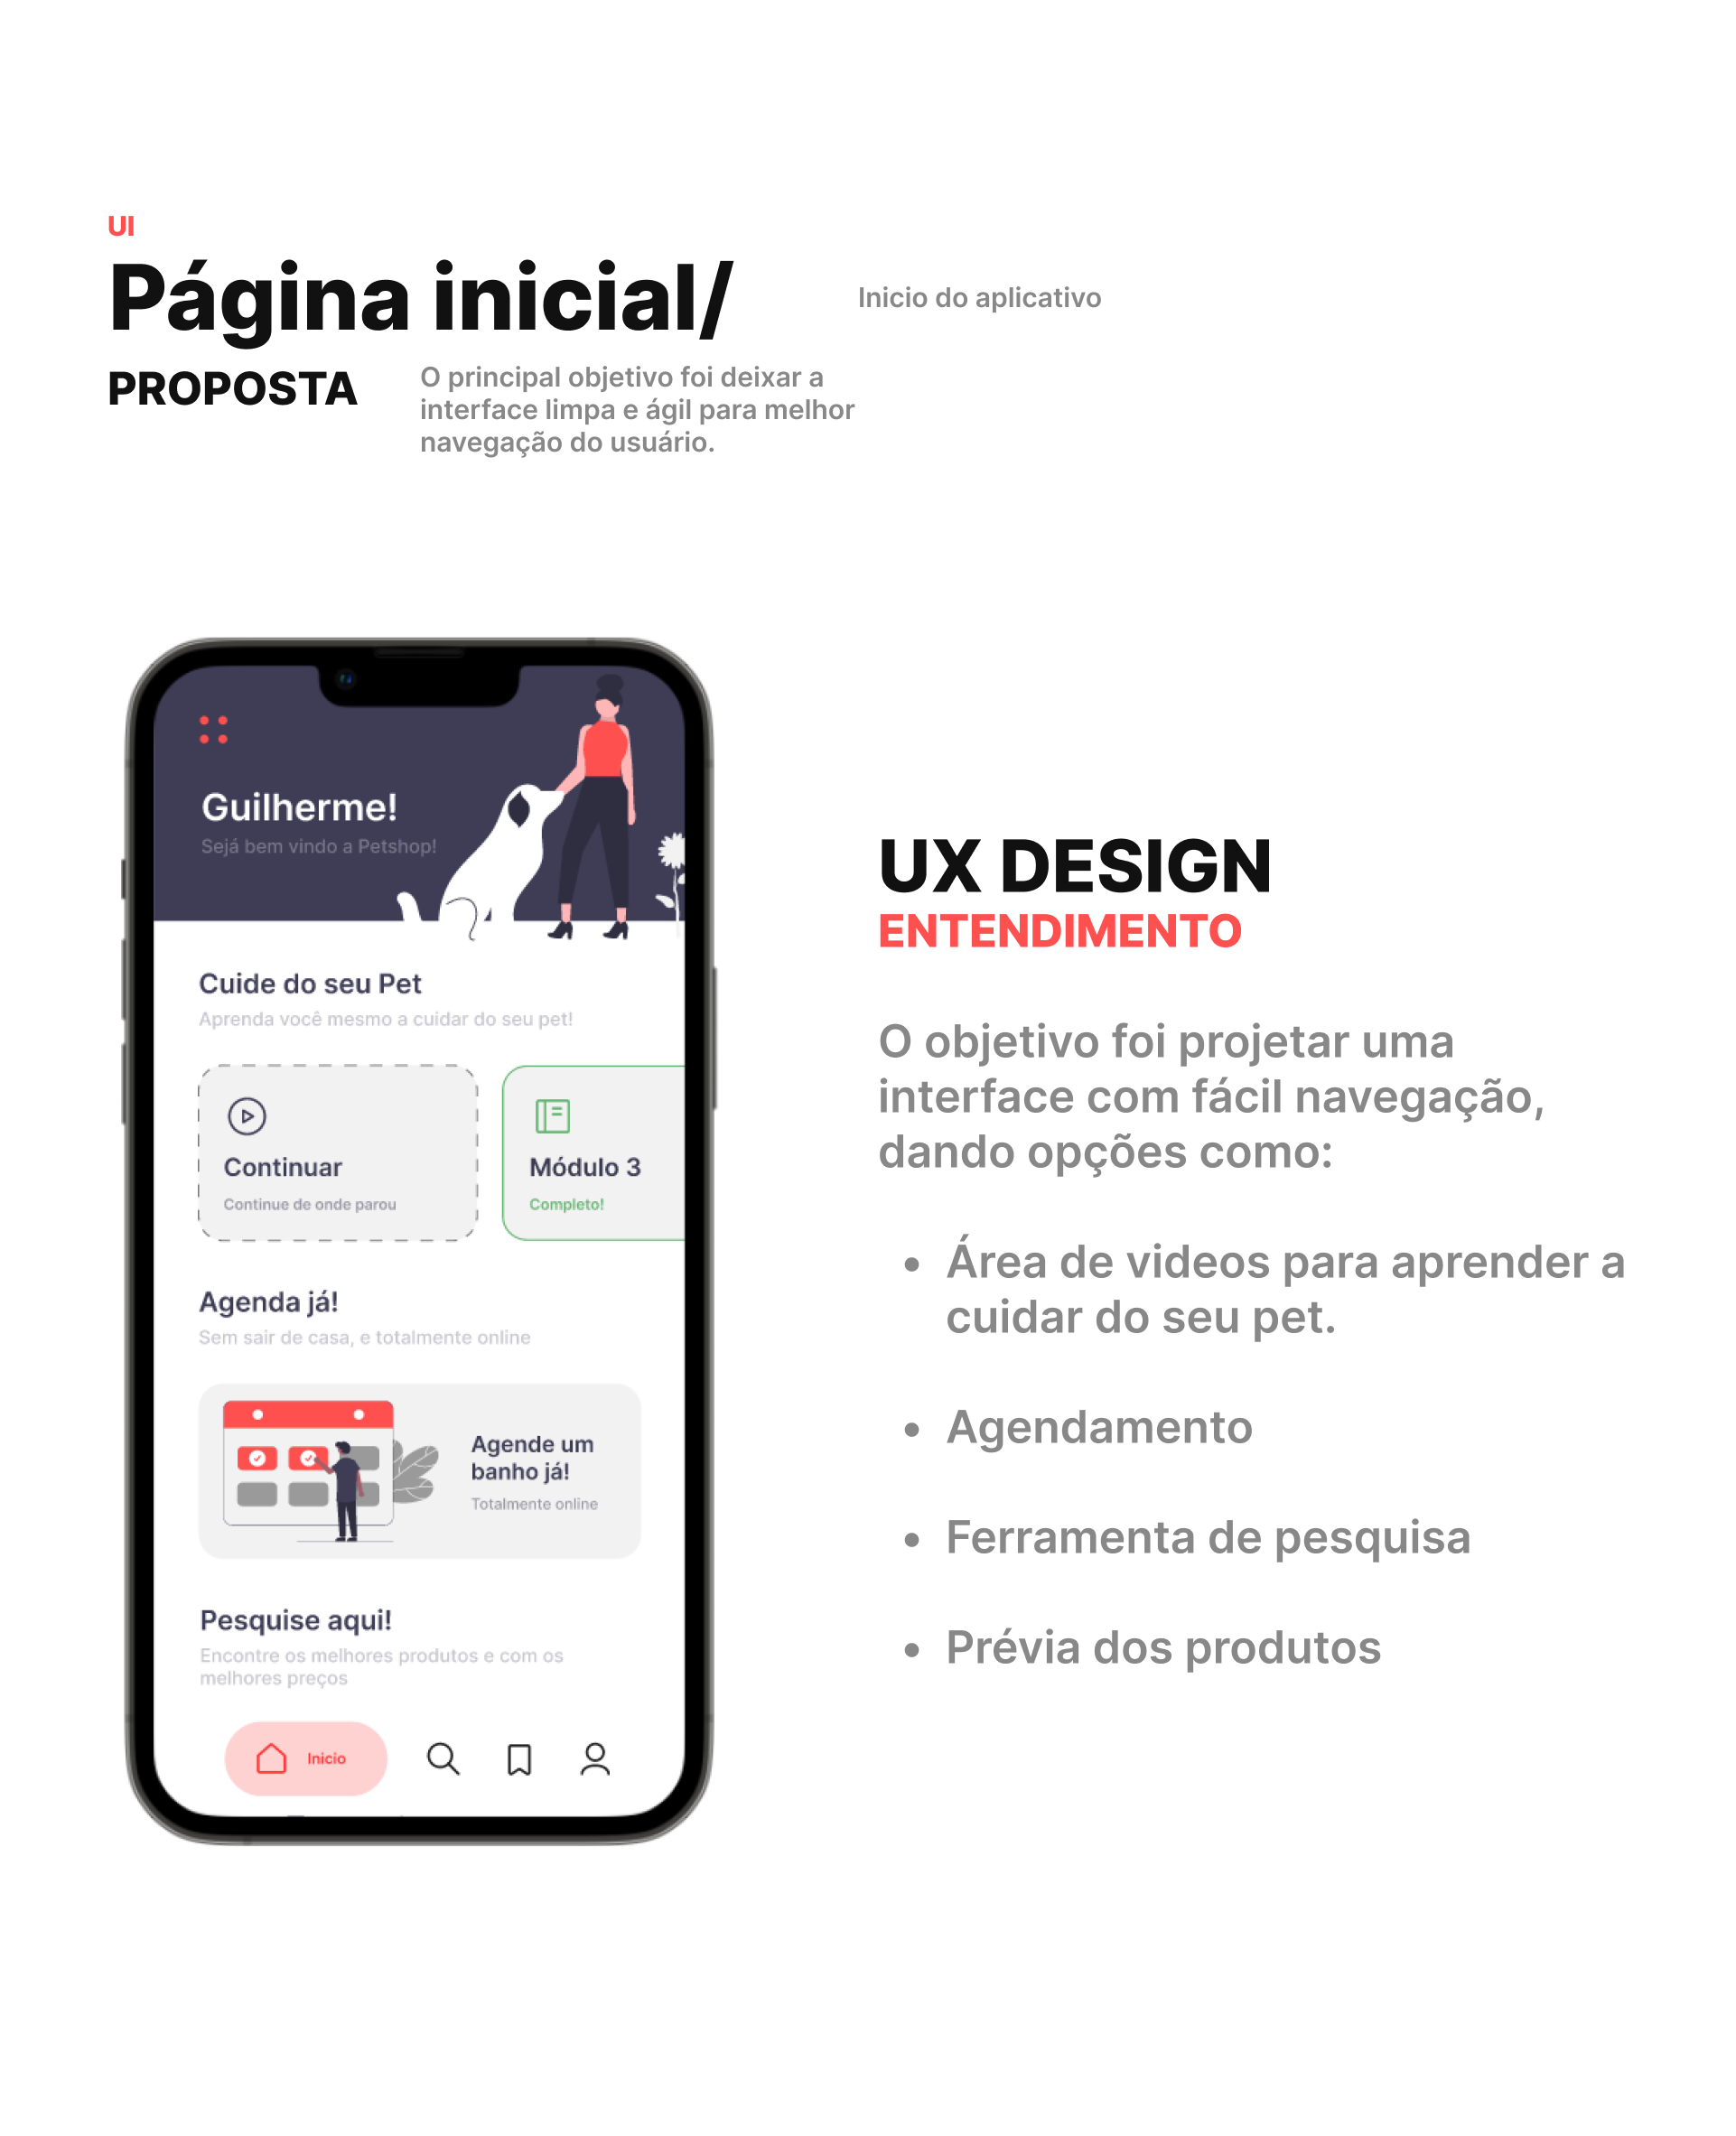 UI
Página inicial/
Inicio do aplicativo
PROPOSTA
O principal objetivo foi deixar a
interface limpa e ágil para melhor
navegação do usuário.
Guilherme!
Sejá bem vindo a Petshop!
Cuide do seu Pet
Aprenda você mesmo a cuidar do seu pet!
Continuar
Continue de onde parou
Módulo 3
Completo!
Agenda já!
Sem sair de casa, e totalmente online
Agende um
banho já!
Totalmente online
Pesquise aqui!
Encontre os melhores produtos e com os
melhores preços
Inicio
UX DESIGN
ENTENDIMENTO
O objetivo foi projetar uma
interface com fácil navegação,
dando opções como:
• Área de videos para aprender a
cuidar do seu pet.
• Agendamento
• Ferramenta de pesquisa
• Prévia dos produtos